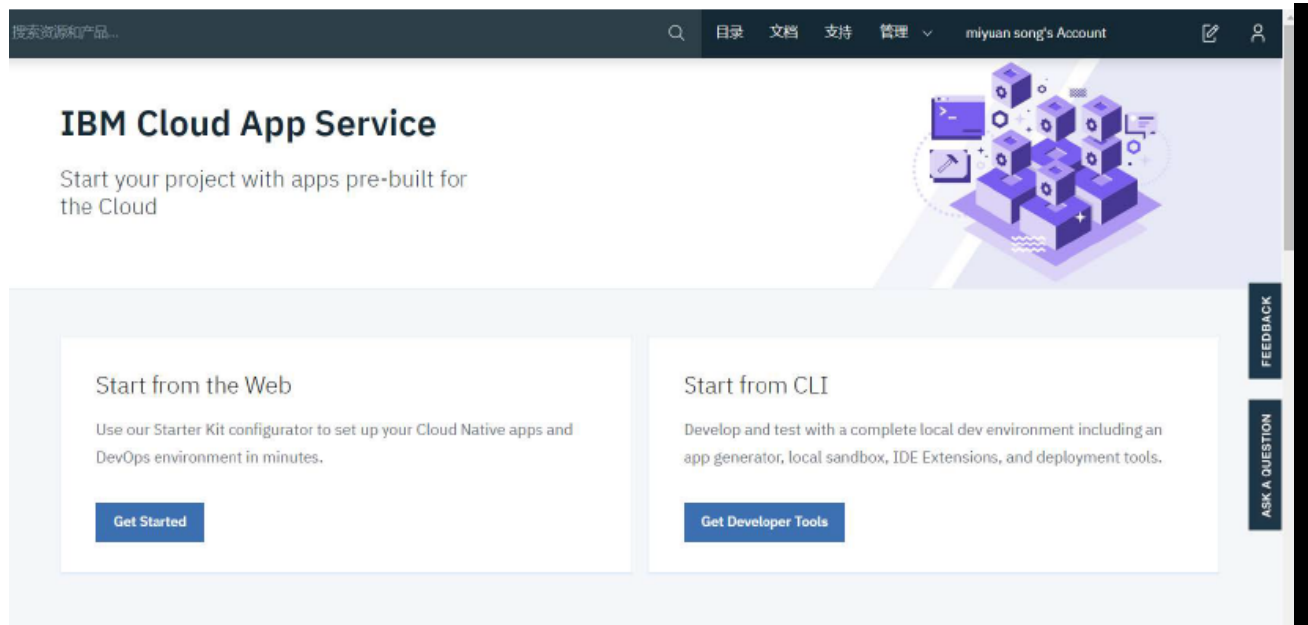 搜索资源和产品...
目录 文档 支持 管理 miyuan song's Account
IBM Cloud App Service
Start your project with apps pre-built for
the Cloud
FEEDBACK
ASK A QUESTION
Start from the Web
Use our Starter Kit configurator to set up your Cloud Native apps and
DevOps environment in minutes.
Get Started
Start from CLI
Develop and test with a complete local dev environment including an
app generator, local sandbox, IDE Extensions, and deployment tools.
Get Developer Tools